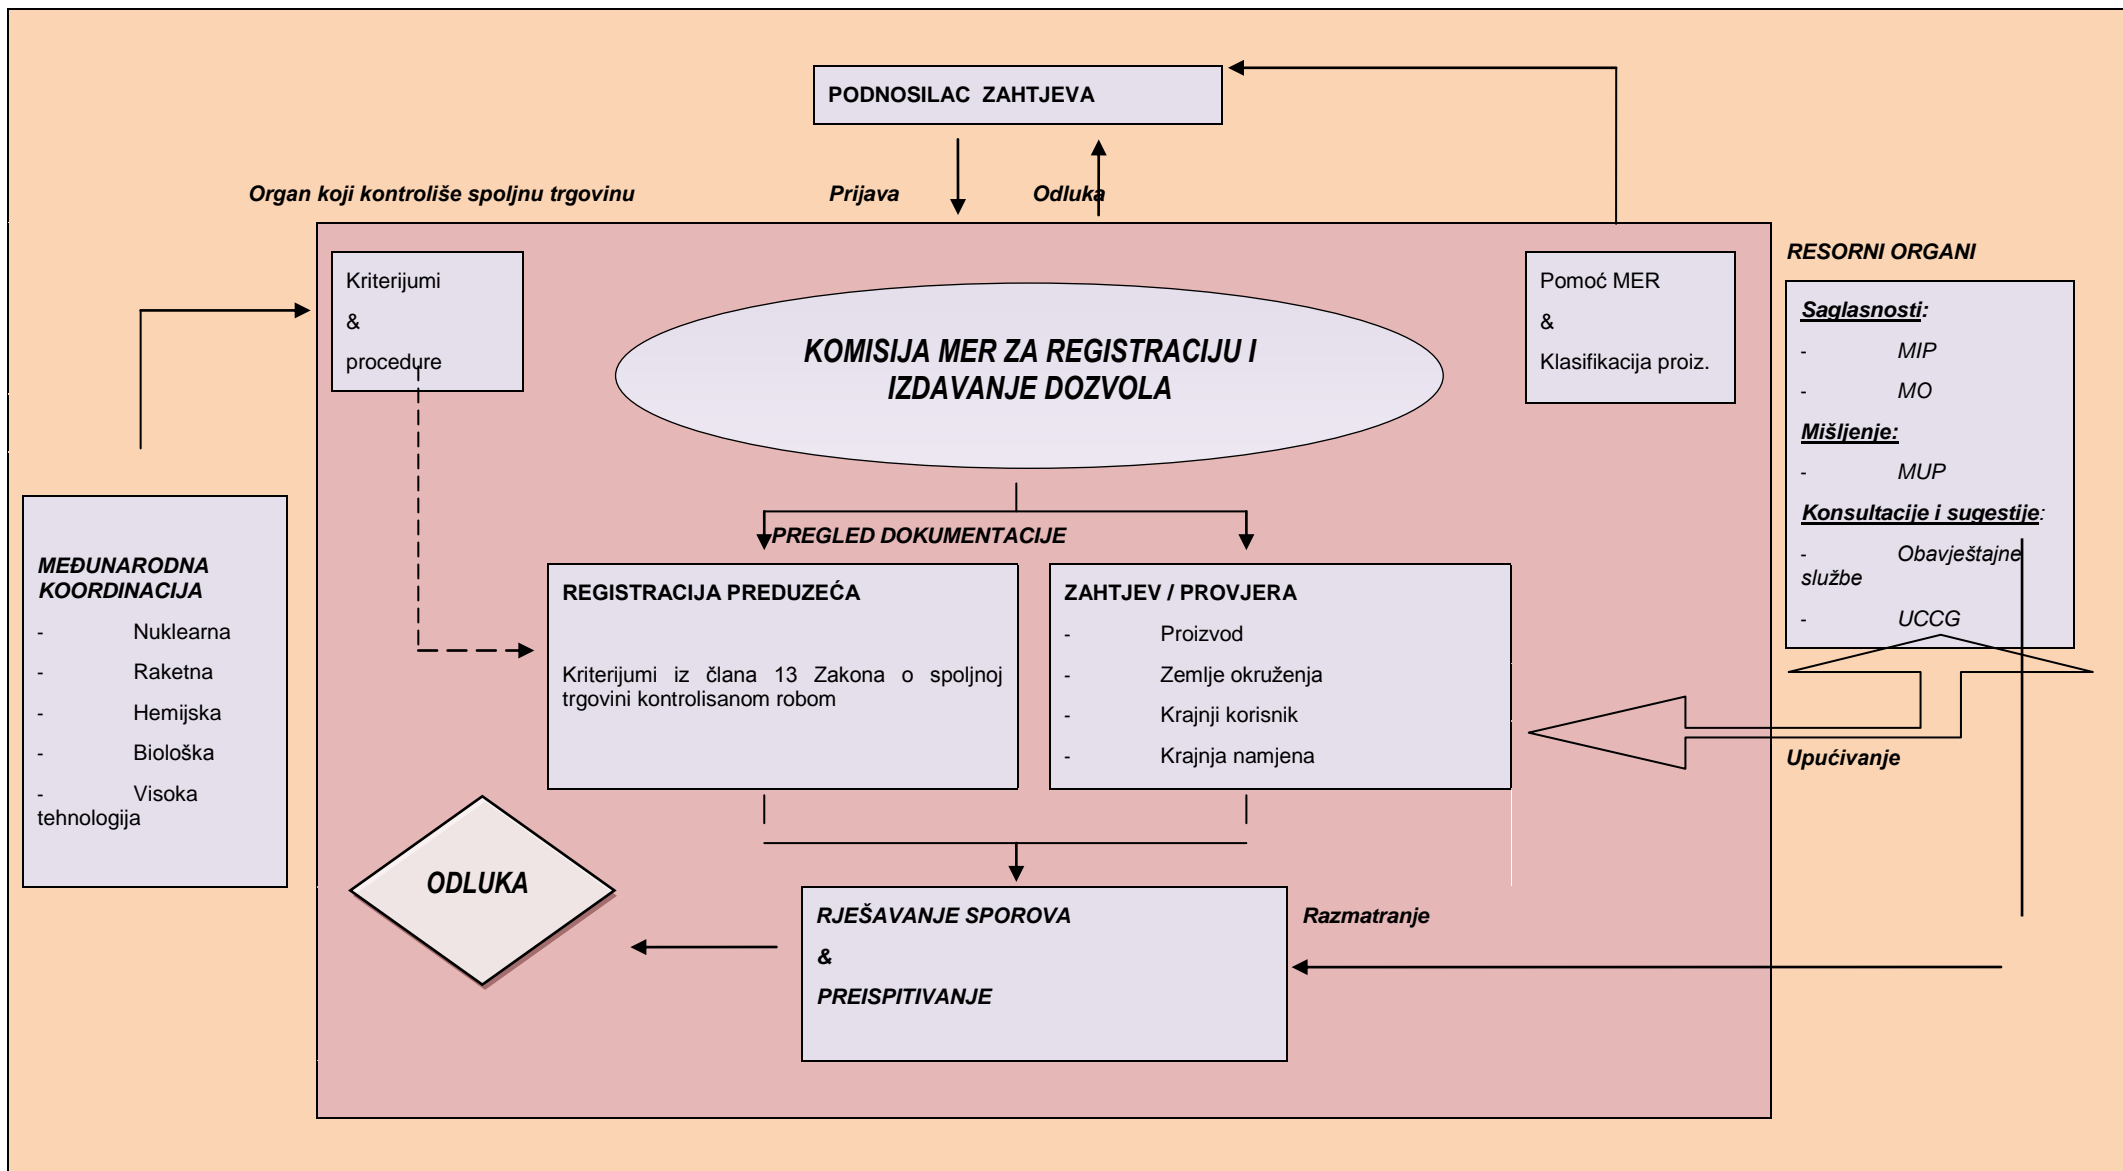 PODNOSILAC ZAHTJEVA
Organ koji kontroliše spoljnu trgovinu
Prijava
Odluka
Kriterijumi
&
procedure
KOMISIJA MER ZA REGISTRACIJU I
IZDAVANJE DOZVOLA
Pomoć MER
&
Klasifikacija proiz.
RESORNI ORGANI
Saglasnosti:
- MIP
- MO
Mišljenje:
- MUP
Konsultacije i sugestije:
- Obavještajne
službe
- UCCG
MEĐUNARODNA
KOORDINACIJA
- Nuklearna
- Raketna
- Hemijska
- Biološka
- Visoka
tehnologija
PREGLED DOKUMENTACIJE
REGISTRACIJA PREDUZEĆA
Kriterijumi iz člana 13 Zakona o spoljnoj
trgovini kontrolisanom robom
ZAHTJEV / PROVJERA
- Proizvod
- Zemlje okruženja
- Krajnji korisnik
- Krajnja namjena
Upućivanje
ODLUKA
RJEŠAVANJE SPOROVA
&
PREISPITIVANJE
Razmatranje